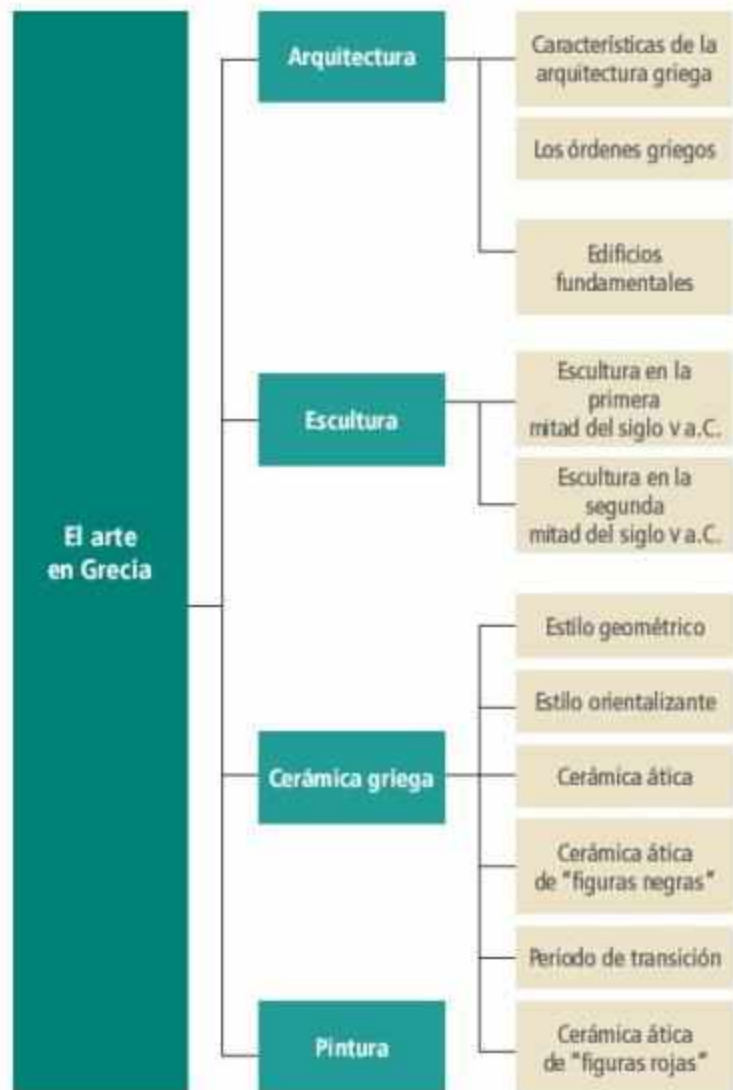 El arte
en Grecia
Arquitectura
Características de la
arquitectura griega
Los órdenes griegos
Edificios
fundamentales
Escultura
Escultura en la
primera
mitad del siglo V a.C.
Escultura en la
segunda
mitad del siglo V a.C.
Cerámica griega
Estilo geométrico
Estilo orientalizante
Cerámica ática
Cerámica ática
de "figuras negras"
Periodo de transición
Cerámica ática
de "figuras rojas"
Pintura